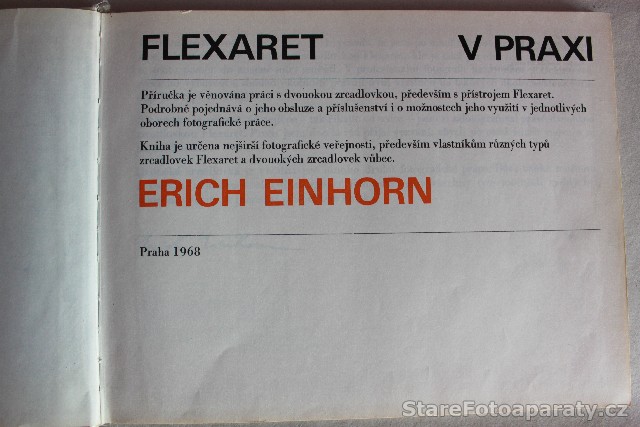 FLEXARET V PRAXI
Příručka je věnována práci s dvouokou zrcadlovkou, především s přístrojem Flexaret.
Podrobně pojednává o jeho obsluze a příslušenství i o možnostech jeho využití v jednotlivých
oborech fotografické práce.
Kniha je určena nejširší fotografické veřejnosti, především vlastníkům různých typů
zrcadlovek Flexaret a dvouokých zrcadlovek vůbec.
ERICH EINHORN
Praha 1968
StareFotoaparaty.cz